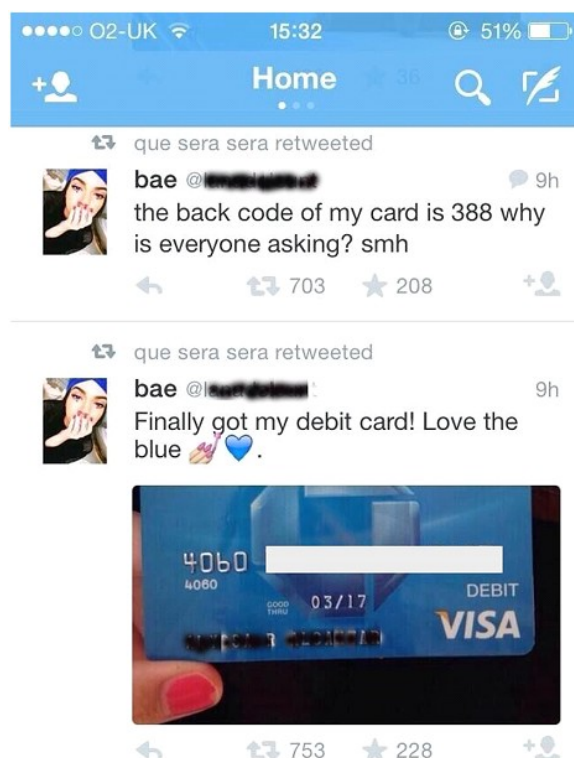 O2-UK 15:32 51%
Home
36
que sera sera retweeted
bae @ 9h
the back code of my card is 388 why
is everyone asking? smh
703 208
que sera sera retweeted
bae @ 9h
Finally got my debit card! Love the
blue 💅💙.
4060
4060
DEBIT
GOOD THRU 03/17
VISA
753 228